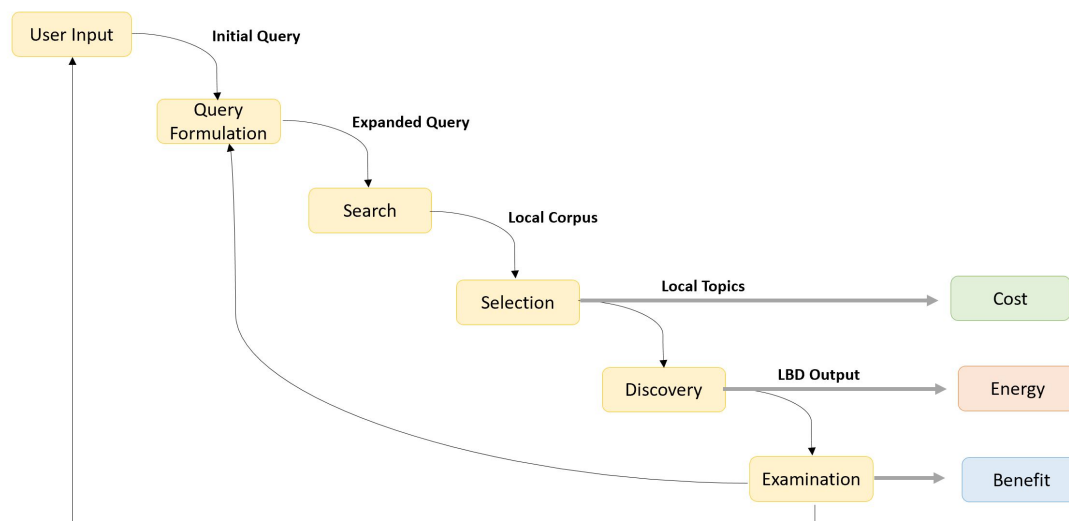 User Input
Initial Query
Query
Formulation
Expanded Query
Search
Local Corpus
Selection
Local Topics
Cost
Discovery
LBD Output
Energy
Examination
Benefit